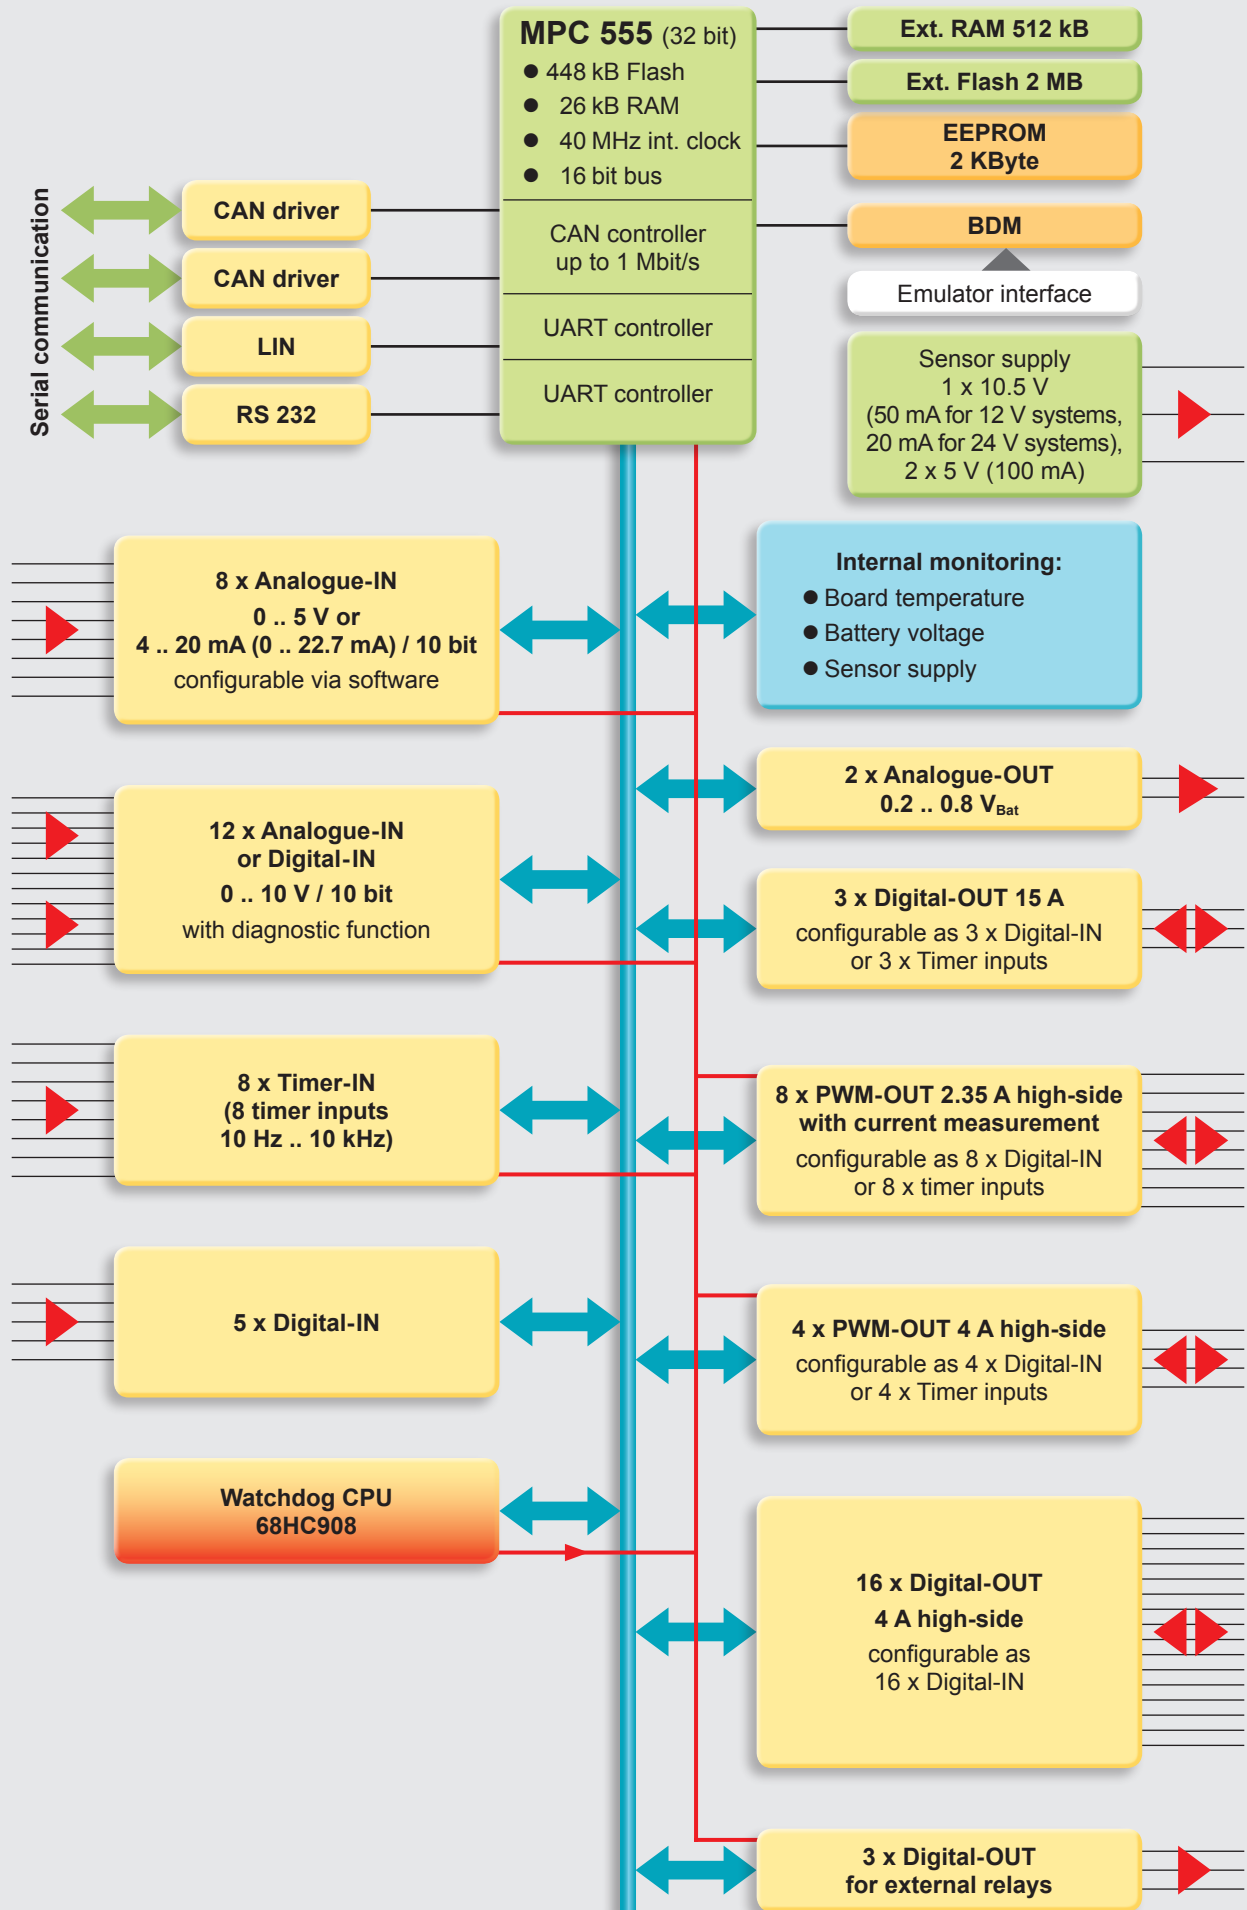 MPC 555 (32 bit)
● 448 kB Flash
● 26 kB RAM
● 40 MHz int. clock
● 16 bit bus
CAN controller
up to 1 Mbit/s
UART controller
UART controller
Ext. RAM 512 kB
Ext. Flash 2 MB
EEPROM
2 KByte
BDM
Emulator interface
Serial communication
CAN driver
CAN driver
LIN
RS 232
Sensor supply
1 x 10.5 V
(50 mA for 12 V systems,
20 mA for 24 V systems),
2 x 5 V (100 mA)
8 x Analogue-IN
0 .. 5 V or
4 .. 20 mA (0 .. 22.7 mA) / 10 bit
configurable via software
Internal monitoring:
● Board temperature
● Battery voltage
● Sensor supply
2 x Analogue-OUT
0.2 .. 0.8 VBat
12 x Analogue-IN
or Digital-IN
0 .. 10 V / 10 bit
with diagnostic function
3 x Digital-OUT 15 A
configurable as 3 x Digital-IN
or 3 x Timer inputs
8 x Timer-IN
(8 timer inputs
10 Hz .. 10 kHz)
8 x PWM-OUT 2.35 A high-side
with current measurement
configurable as 8 x Digital-IN
or 8 x timer inputs
5 x Digital-IN
4 x PWM-OUT 4 A high-side
configurable as 4 x Digital-IN
or 4 x Timer inputs
Watchdog CPU
68HC908
16 x Digital-OUT
4 A high-side
configurable as
16 x Digital-IN
3 x Digital-OUT
for external relays